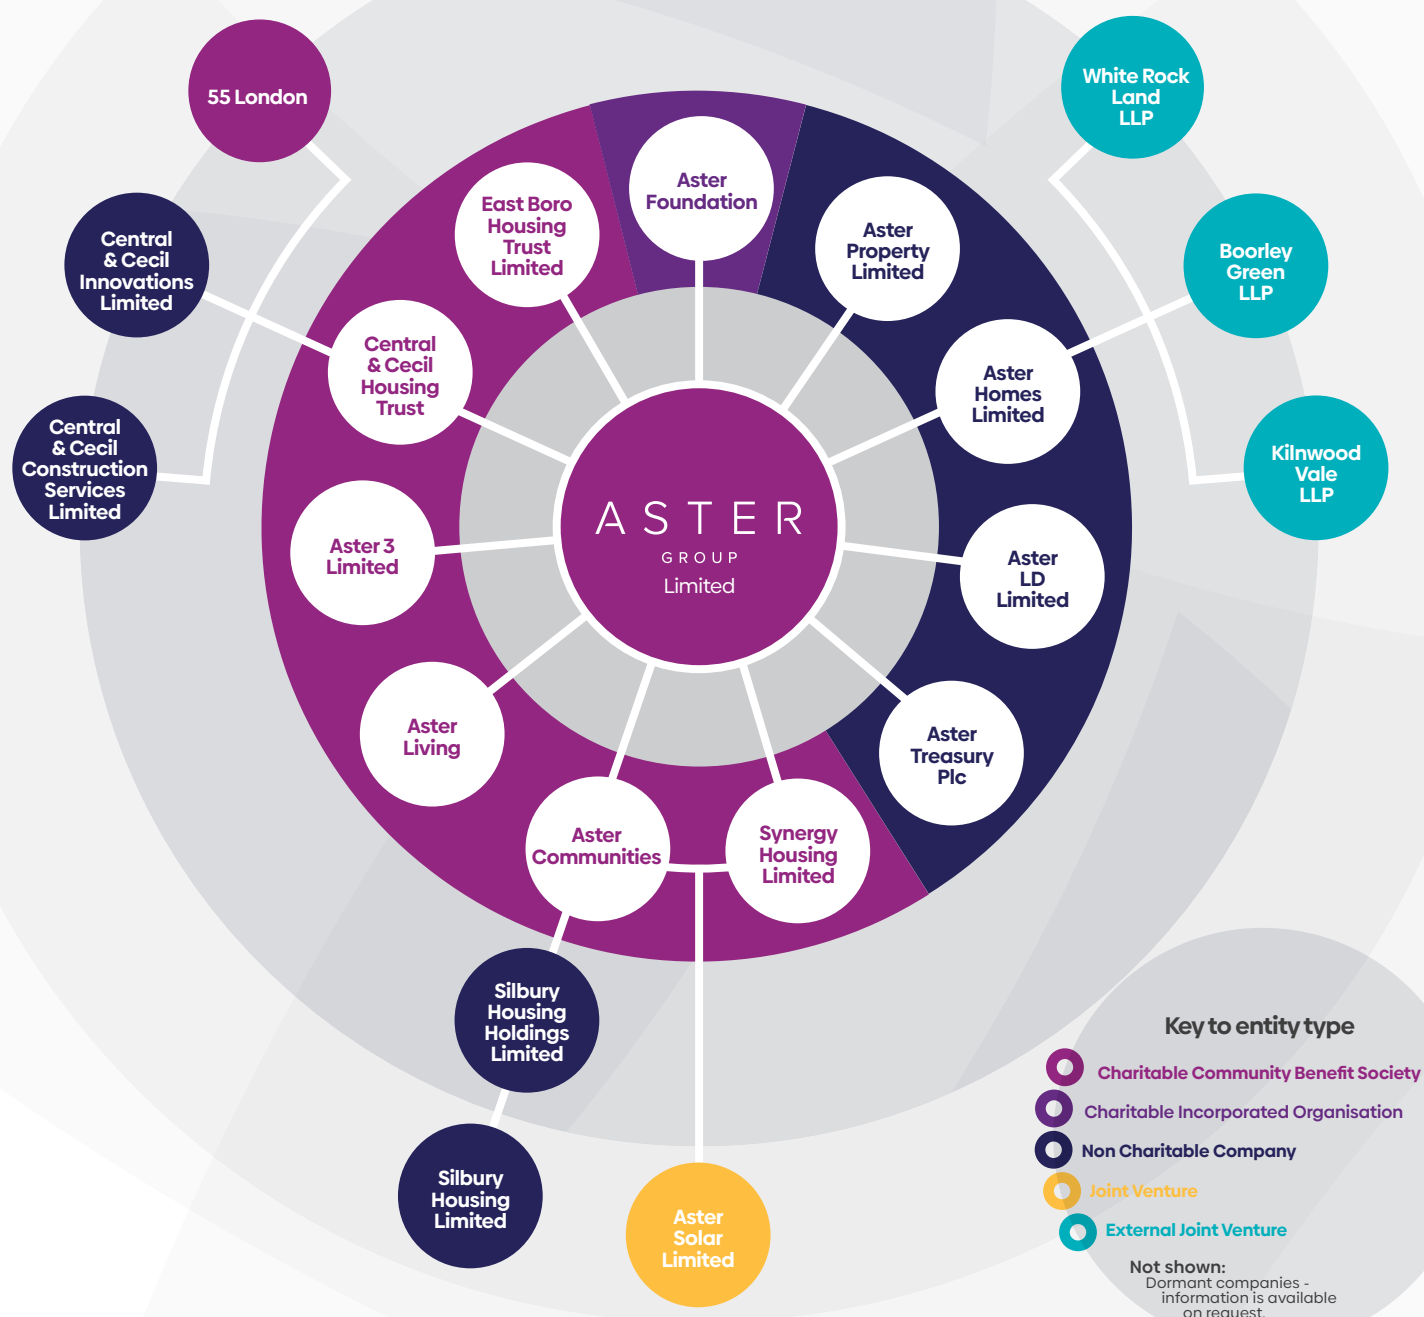 55 London
White Rock
Land
LLP
Central
& Cecil
Innovations
Limited
East Boro
Housing
Trust
Limited
Aster
Foundation
Aster
Property
Limited
Boorley
Green
LLP
Central
& Cecil
Housing
Trust
Aster
Homes
Limited
Central
& Cecil
Construction
Services
Limited
Kilnwood
Vale
LLP
ASTER
GROUP
Limited
Aster 3
Limited
Aster
LD
Limited
Aster
Living
Aster
Treasury
Plc
Aster
Communities
Synergy
Housing
Limited
Silbury
Housing
Holdings
Limited
Silbury
Housing
Limited
Aster
Solar
Limited
Key to entity type
Charitable Community Benefit Society
Charitable Incorporated Organisation
Non Charitable Company
Joint Venture
External Joint Venture
Not shown:
Dormant companies -
information is available
on request.